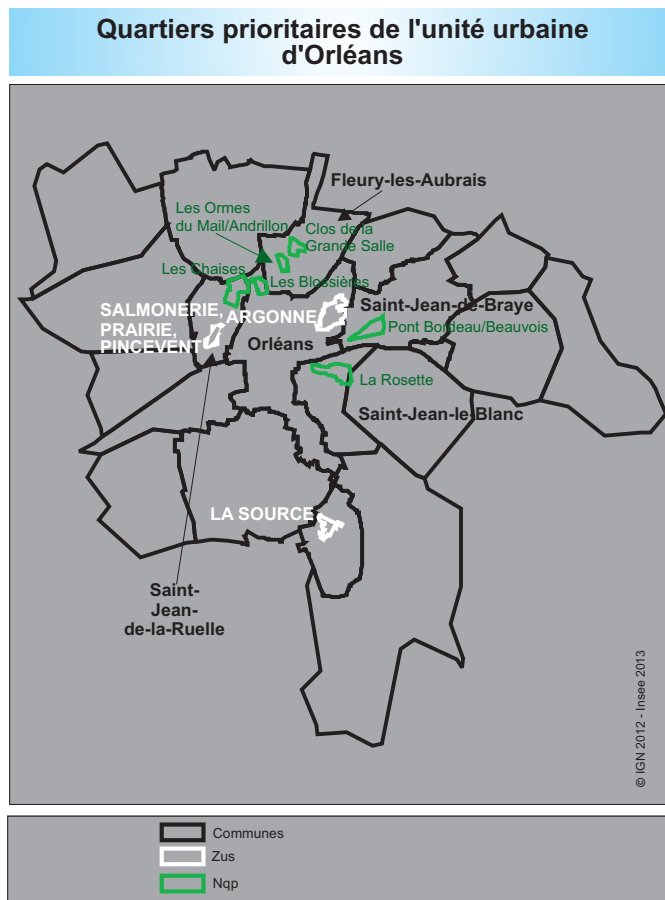 Quartiers prioritaires de l'unité urbaine
d'Orléans
Fleury-les-Aubrais
Les Ormes
du Mail/Andrillon
Clos de la
Grande Salle
Les Chaises
Les Blossières
SALMONERIE,
PRAIRIE,
PINCEVENT
ARGONNE
Saint-Jean-de-Braye
Pont Bordeau/Beauvois
Orléans
La Rosette
Saint-Jean-le-Blanc
LA SOURCE
Saint-
Jean-
de-la-Ruelle
© IGN 2012 - Insee 2013
Communes
Zus
Nqp